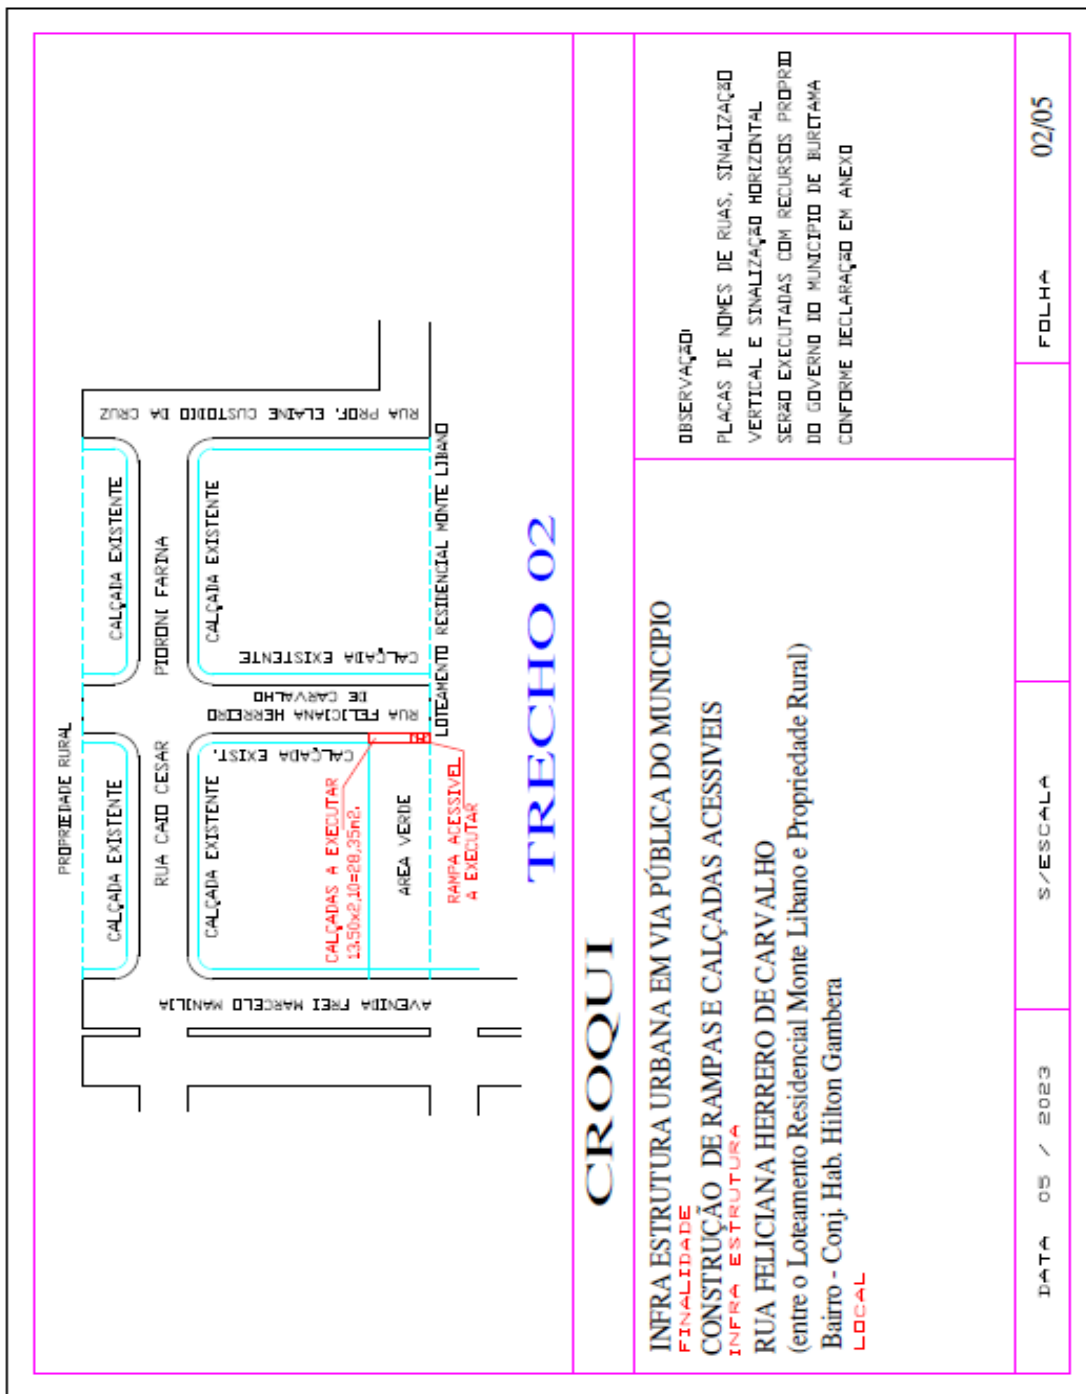 PROPRIEDADE RURAL
CALÇADA EXISTENTE
CALÇADA EXISTENTE
RUA CAIO CESAR
PIORONI FARINA
CALÇADA EXISTENTE
CALÇADA EXISTENTE
AVENIDA FREI MARCELO MANILIA
CALÇADA EXIST.
RUA FELICIANA HERREIRO
DE CARVALHO
CALÇADA EXISTENTE
RUA PROF. ELAINE CUSTODIO DA CRUZ
CALÇADAS A EXECUTAR
13.50x2,10=28,35m2.
AREA VERDE
LOTEAMENTO RESIDENCIAL MONTE LIBANO
RAMPA ACESSIVEL
A EXECUTAR
TRECHO 02
CROQUI
INFRA ESTRUTURA URBANA EM VIA PÚBLICA DO MUNICIPIO
FINALIDADE
CONSTRUÇÃO DE RAMPAS E CALÇADAS ACESSIVEIS
INFRA ESTRUTURA
RUA FELICIANA HERRERO DE CARVALHO
(entre o Loteamento Residencial Monte Libano e Propriedade Rural)
Bairro - Conj. Hab. Hilton Gambera
LOCAL
OBSERVAÇÃO:
PLACAS DE NOMES DE RUAS, SINALIZAÇÃO
VERTICAL E SINALIZAÇÃO HORIZONTAL
SERÃO EXECUTADAS COM RECURSOS PROPRIO
DO GOVERNO DO MUNICIPIO DE BURITAMA
CONFORME DECLARAÇÃO EM ANEXO
DATA 05 / 2023
S/ESCALA
FOLHA
02/05